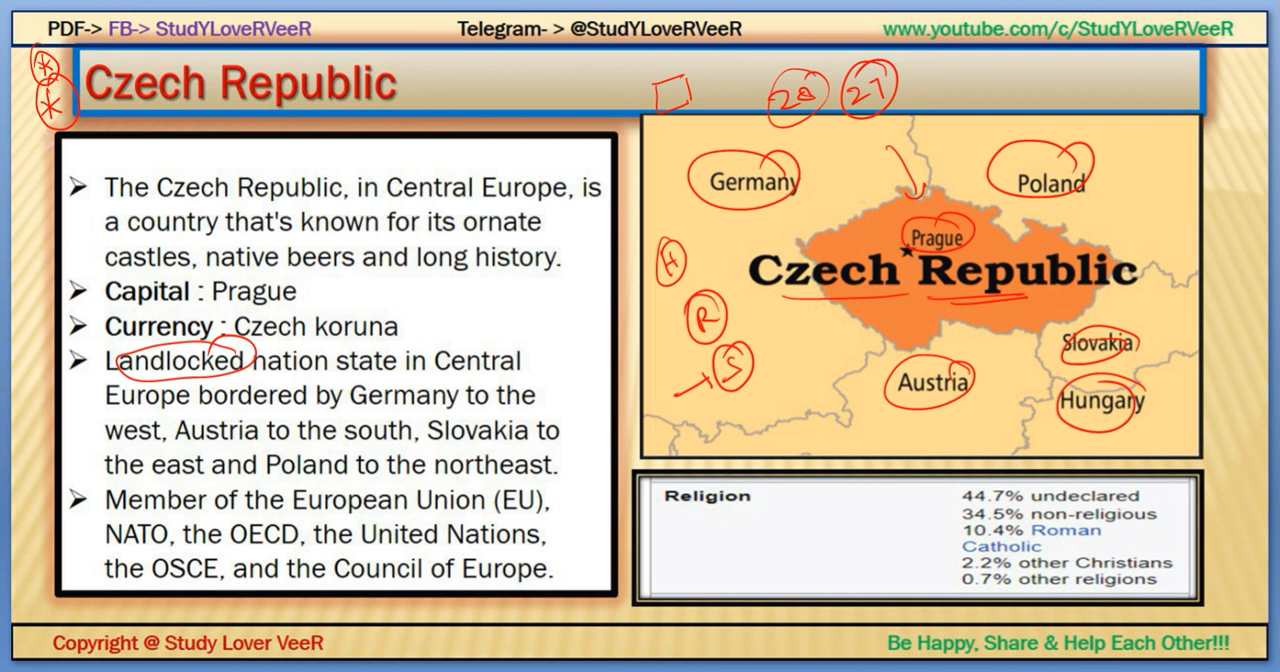 PDF-> FB-> StudYLoveRVeeR
Telegram- > @StudYLoveRVeeR
www.youtube.com/c/StudYLoveRVeeR
Czech Republic
28 27
➤ The Czech Republic, in Central Europe, is
a country that's known for its ornate
castles, native beers and long history.
➤ Capital : Prague
➤ Currency : Czech koruna
➤ Landlocked nation state in Central
Europe bordered by Germany to the
west, Austria to the south, Slovakia to
the east and Poland to the northeast.
➤ Member of the European Union (EU),
NATO, the OECD, the United Nations,
the OSCE, and the Council of Europe.
Germany
Poland
Prague
Czech Republic
H
R
S
Slovakia
Austria
Hungary
Religion
44.7% undeclared
34.5% non-religious
10.4% Roman
Catholic
2.2% other Christians
0.7% other religions
Copyright @ Study Lover VeeR
Be Happy, Share & Help Each Other!!!